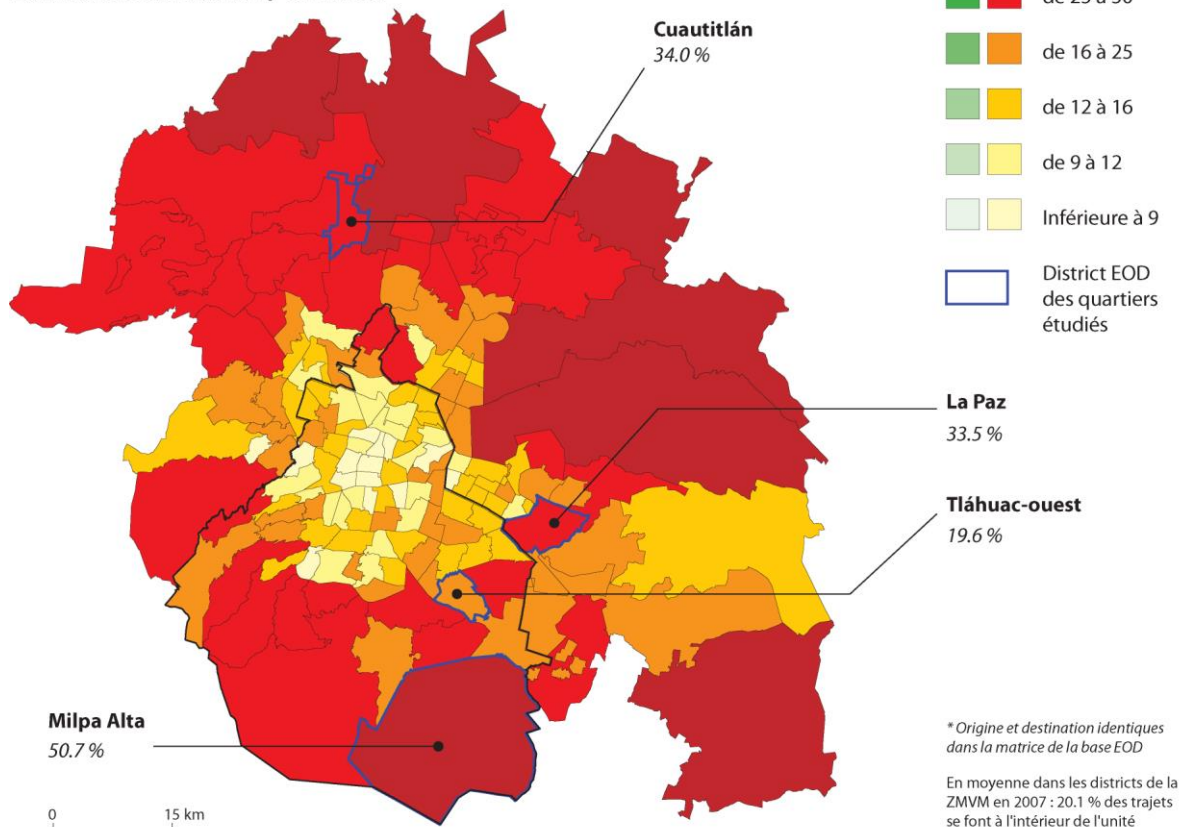 Cuautitlán
34.0 %
de 16 à 25
de 12 à 16
de 9 à 12
Inférieure à 9
District EOD
des quartiers
étudiés
La Paz
33.5 %
Tláhuac-ouest
19.6 %
Milpa Alta
50.7 %
* Origine et destination identiques
dans la matrice de la base EOD
En moyenne dans les districts de la
ZMVM en 2007 : 20.1 % des trajets
se font à l'intérieur de l'unité
0 15 km